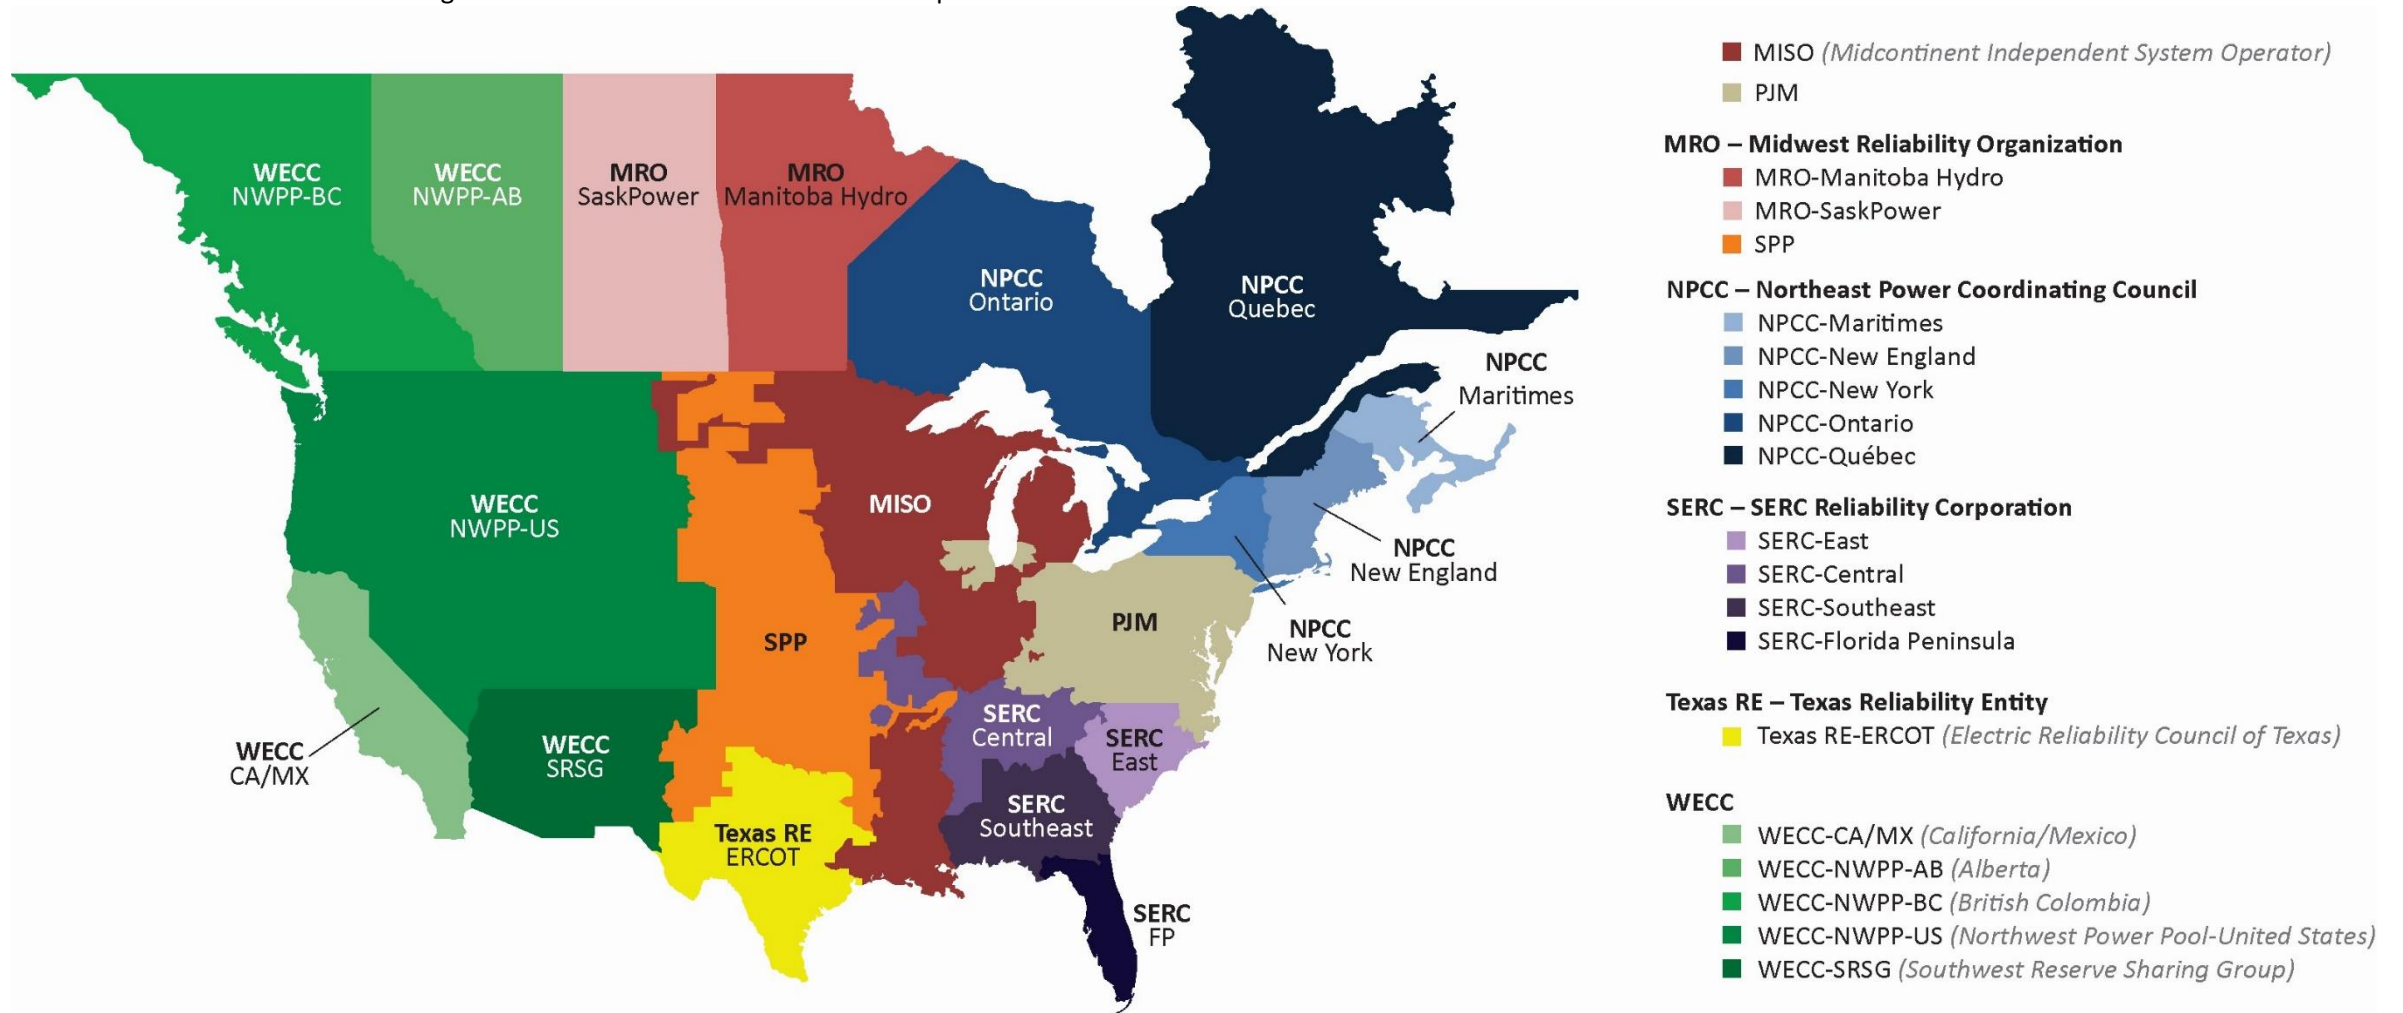 WECC
NWPP-BC
WECC
NWPP-AB
MRO
SaskPower
MRO
Manitoba Hydro
NPCC
Ontario
NPCC
Quebec
NPCC
Maritimes
WECC
NWPP-US
MISO
NPCC
New England
SPP
PJM
NPCC
New York
WECC
CA/MX
WECC
SRSG
SERC
Central
SERC
East
SERC
Southeast
Texas RE
ERCOT
SERC
FP
MISO (Midcontinent Independent System Operator)
PJM
MRO – Midwest Reliability Organization
MRO-Manitoba Hydro
MRO-SaskPower
SPP
NPCC – Northeast Power Coordinating Council
NPCC-Maritimes
NPCC-New England
NPCC-New York
NPCC-Ontario
NPCC-Québec
SERC – SERC Reliability Corporation
SERC-East
SERC-Central
SERC-Southeast
SERC-Florida Peninsula
Texas RE – Texas Reliability Entity
Texas RE-ERCOT (Electric Reliability Council of Texas)
WECC
WECC-CA/MX (California/Mexico)
WECC-NWPP-AB (Alberta)
WECC-NWPP-BC (British Colombia)
WECC-NWPP-US (Northwest Power Pool-United States)
WECC-SRSG (Southwest Reserve Sharing Group)